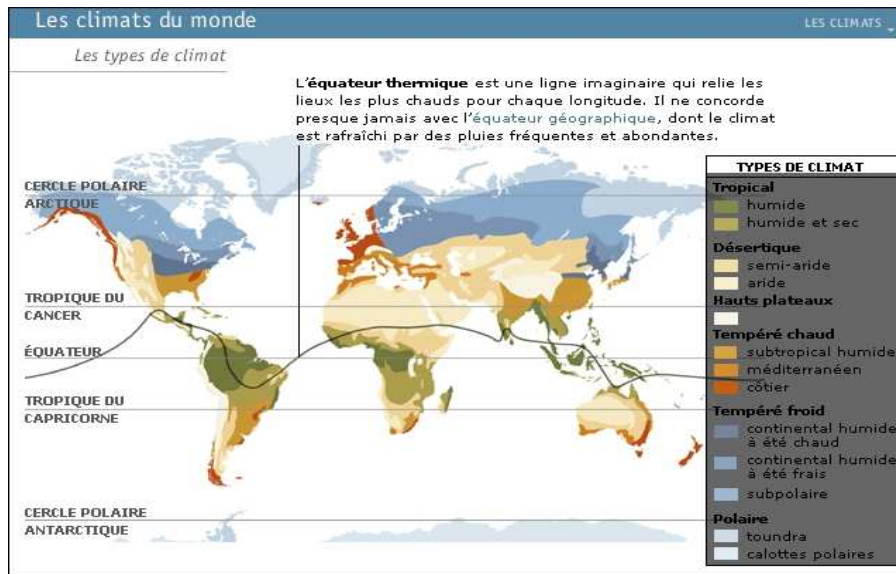 Les climats du monde
LES CLIMATS
Les types de climat
L'équateur thermique est une ligne imaginaire qui relie les
lieux les plus chauds pour chaque longitude. Il ne concorde
presque jamais avec l'équateur géographique, dont le climat
est rafraîchi par des pluies fréquentes et abondantes.
CERCLE POLAIRE
ARCTIQUE
TROPIQUE DU
CANCER
ÉQUATEUR
TROPIQUE DU
CAPRICORNE
CERCLE POLAIRE
ANTARCTIQUE
TYPES DE CLIMAT
Tropical
humide
humide et sec
Désertique
semi-aride
aride
Hauts plateaux
Tempéré chaud
subtropical humide
méditerranéen
côtier
Tempéré froid
continental humide
à été chaud
continental humide
à été frais
subpolaire
Polaire
toundra
calottes polaires